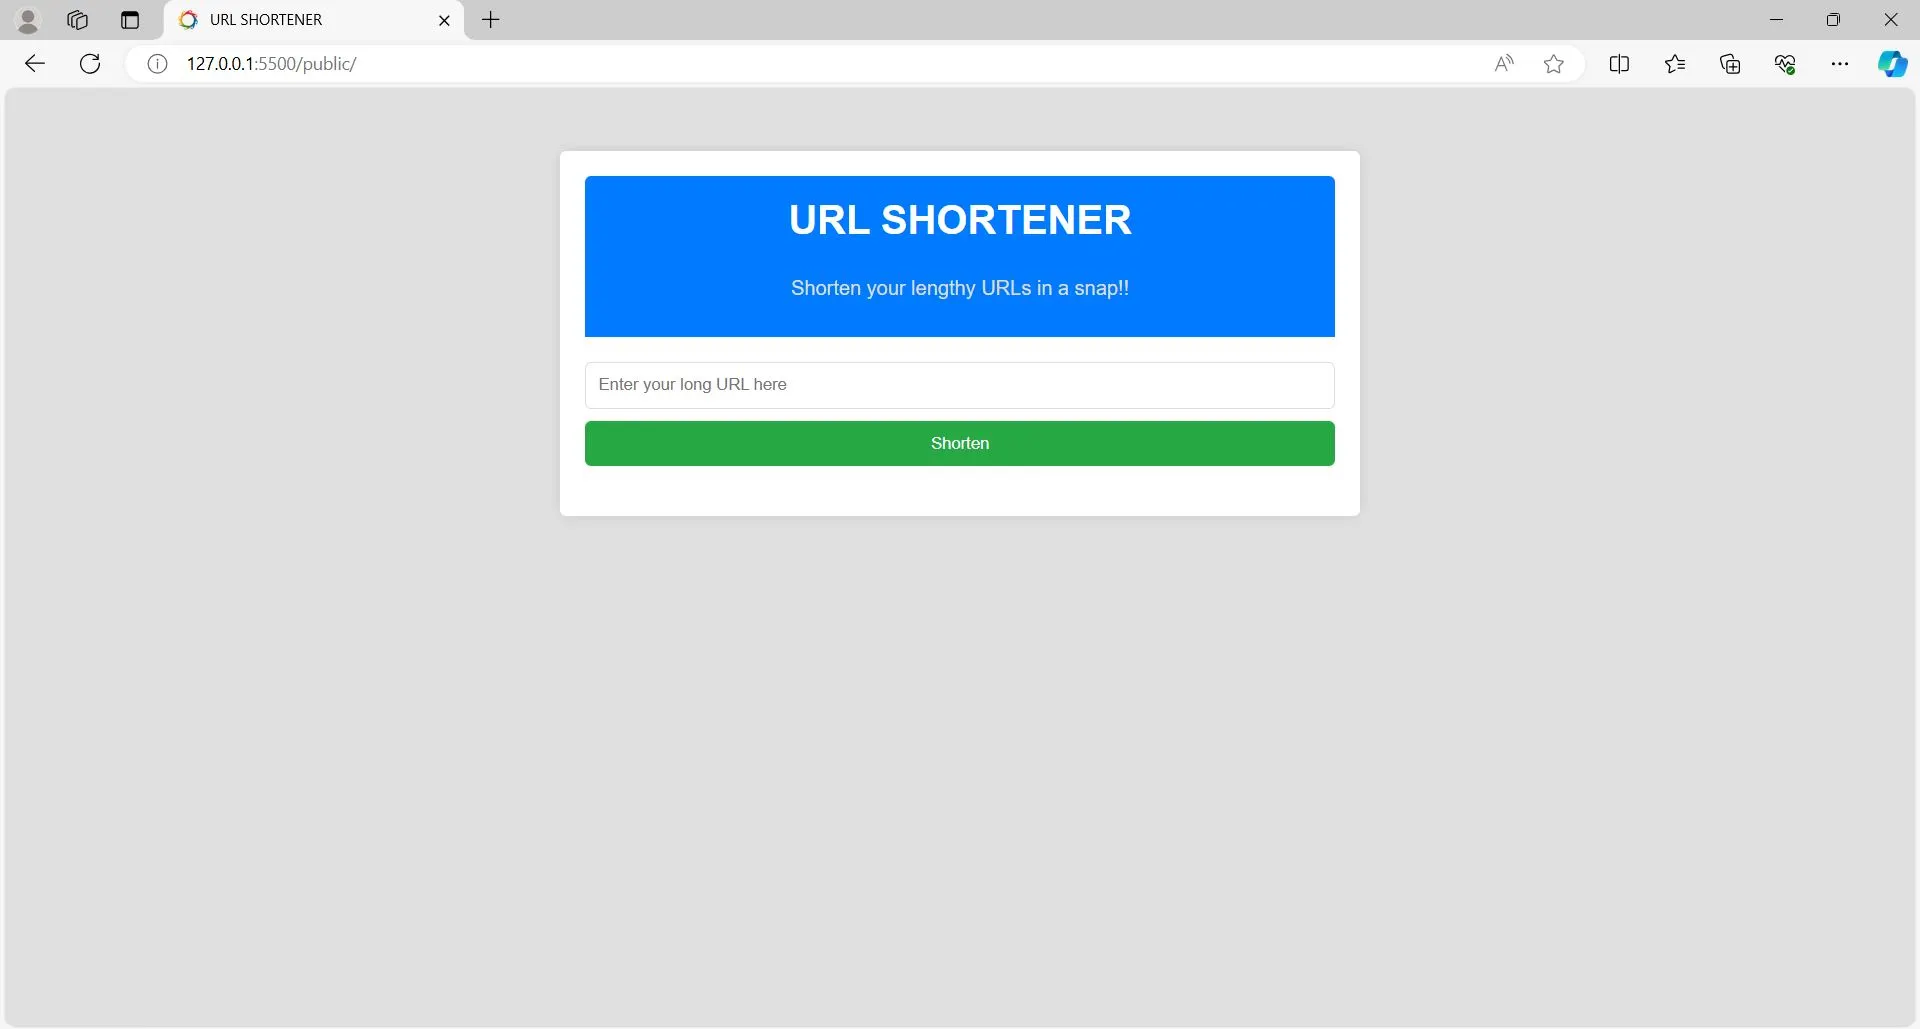 URL SHORTENER
127.0.0.1:5500/public/
URL SHORTENER
Shorten your lengthy URLs in a snap!!
Enter your long URL here
Shorten